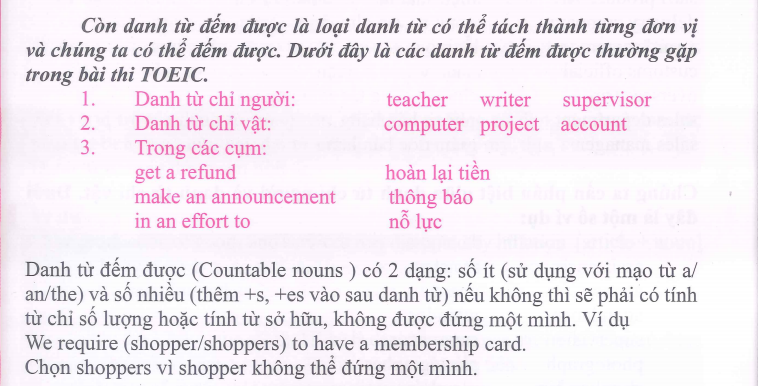 Còn danh từ đếm được là loại danh từ có thể tách thành từng đơn vị
và chúng ta có thể đếm được. Dưới đây là các danh từ đếm được thường gặp
trong bài thi TOEIC.
1. Danh từ chỉ người: teacher writer supervisor
2. Danh từ chỉ vật: computer project account
3. Trong các cụm:
get a refund hoàn lại tiền
make an announcement thông báo
in an effort to nỗ lực
Danh từ đếm được (Countable nouns ) có 2 dạng: số ít (sử dụng với mạo từ a/
an/the) và số nhiều (thêm +s, +es vào sau danh từ) nếu không thì sẽ phải có tính
từ chỉ số lượng hoặc tính từ sở hữu, không được đứng một mình. Ví dụ
We require (shopper/shoppers) to have a membership card.
Chọn shoppers vì shopper không thể đứng một mình.